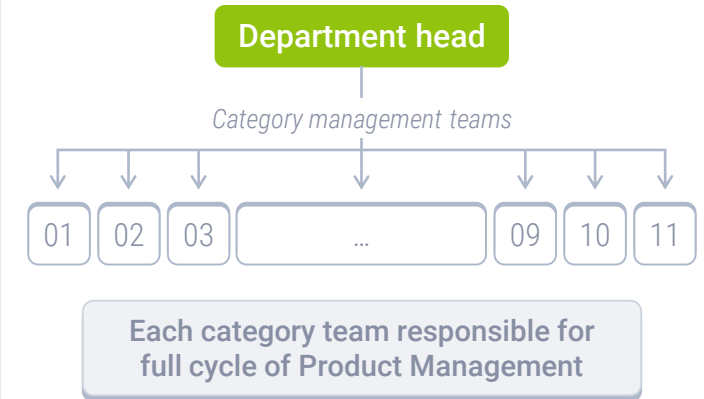 Department head
Category management teams
01 02 03 ... 09 10 11
Each category team responsible for
full cycle of Product Management